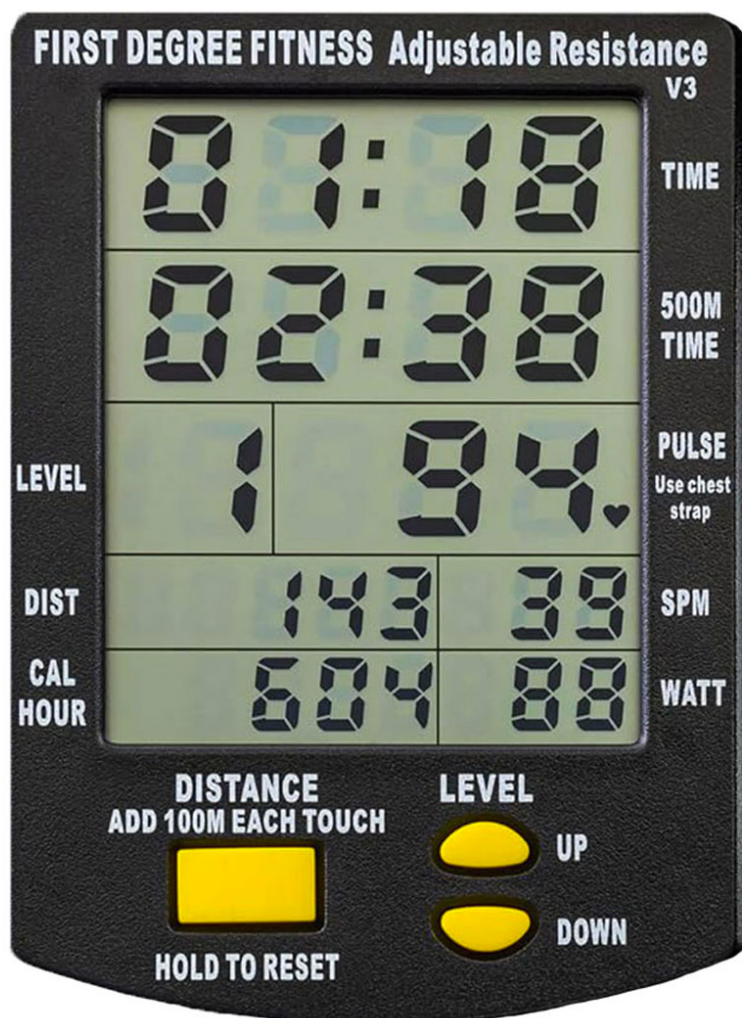 FIRST DEGREE FITNESS Adjustable Resistance
V3
01:18 TIME
02:38 500M TIME
LEVEL 1 94 PULSE
Use chest strap
DIST 143 39 SPM
CAL HOUR 604 88 WATT
DISTANCE LEVEL
ADD 100M EACH TOUCH
UP
DOWN
HOLD TO RESET